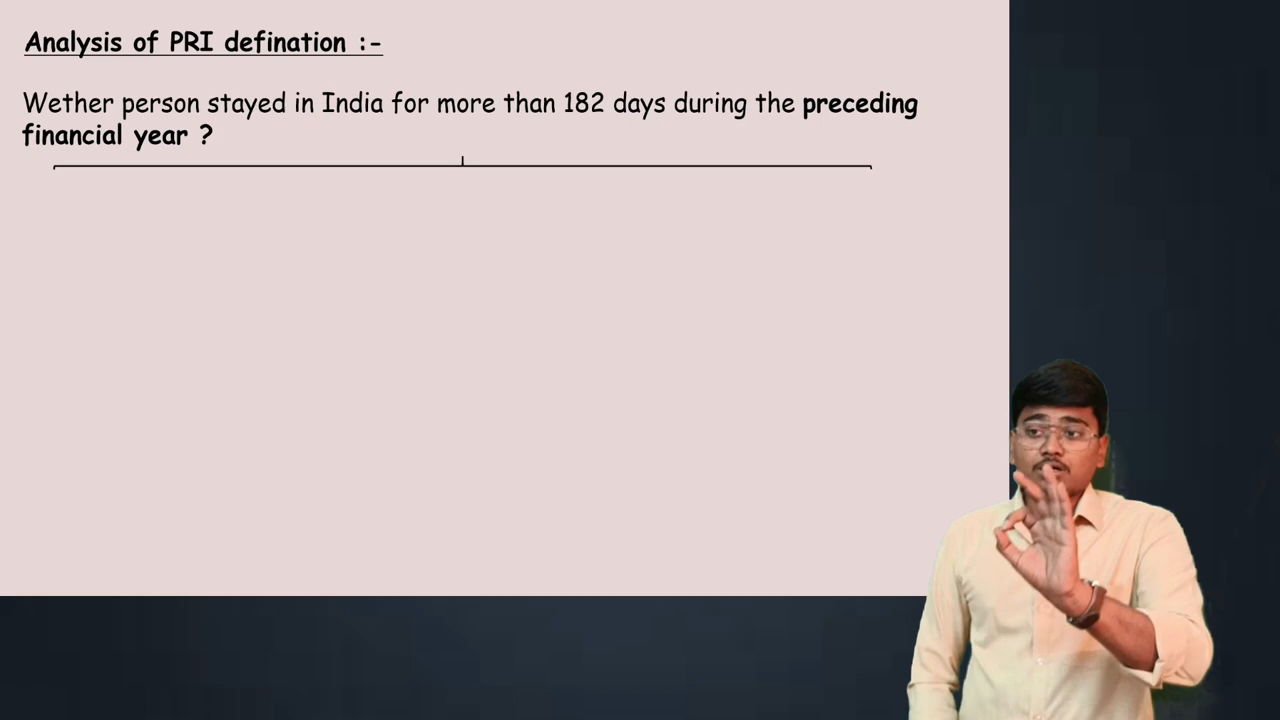 Analysis of PRI defination :-
Wether person stayed in India for more than 182 days during the preceding
financial year ?